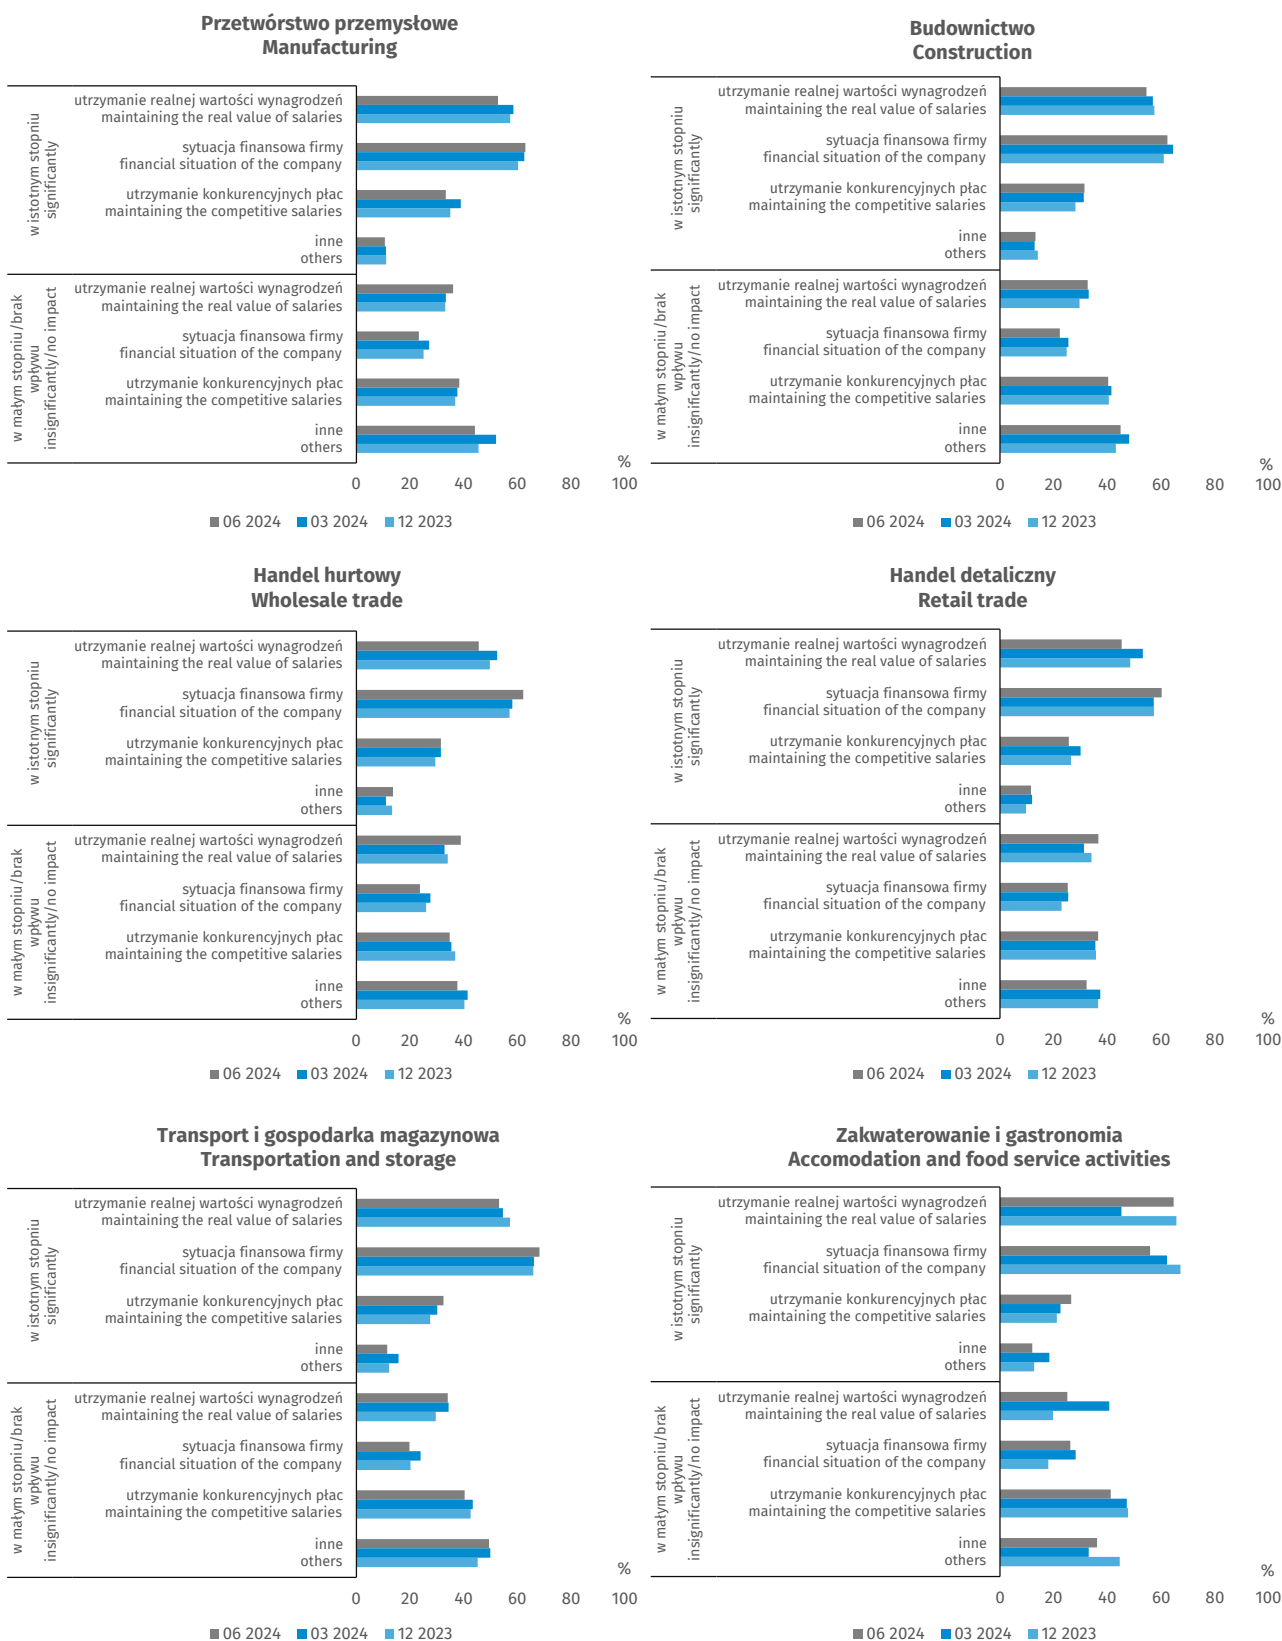 Przetwórstwo przemysłowe
Manufacturing
w istotnym stopniu
significantly
utrzymanie realnej wartości wynagrodzeń
maintaining the real value of salaries
sytuacja finansowa firmy
financial situation of the company
utrzymanie konkurencyjnych płac
maintaining the competitive salaries
inne
others
w małym stopniu/brak
wpływu
insignificantly/no impact
utrzymanie realnej wartości wynagrodzeń
maintaining the real value of salaries
sytuacja finansowa firmy
financial situation of the company
utrzymanie konkurencyjnych płac
maintaining the competitive salaries
inne
others
%
0 20 40 60 80 100
06 2024 03 2024 12 2023
Budownictwo
Construction
w istotnym stopniu
significantly
utrzymanie realnej wartości wynagrodzeń
maintaining the real value of salaries
sytuacja finansowa firmy
financial situation of the company
utrzymanie konkurencyjnych płac
maintaining the competitive salaries
inne
others
w małym stopniu/brak
wpływu
insignificantly/no impact
utrzymanie realnej wartości wynagrodzeń
maintaining the real value of salaries
sytuacja finansowa firmy
financial situation of the company
utrzymanie konkurencyjnych płac
maintaining the competitive salaries
inne
others
%
0 20 40 60 80 100
06 2024 03 2024 12 2023
Handel hurtowy
Wholesale trade
w istotnym stopniu
significantly
utrzymanie realnej wartości wynagrodzeń
maintaining the real value of salaries
sytuacja finansowa firmy
financial situation of the company
utrzymanie konkurencyjnych płac
maintaining the competitive salaries
inne
others
w małym stopniu/brak
wpływu
insignificantly/no impact
utrzymanie realnej wartości wynagrodzeń
maintaining the real value of salaries
sytuacja finansowa firmy
financial situation of the company
utrzymanie konkurencyjnych płac
maintaining the competitive salaries
inne
others
%
0 20 40 60 80 100
06 2024 03 2024 12 2023
Handel detaliczny
Retail trade
w istotnym stopniu
significantly
utrzymanie realnej wartości wynagrodzeń
maintaining the real value of salaries
sytuacja finansowa firmy
financial situation of the company
utrzymanie konkurencyjnych płac
maintaining the competitive salaries
inne
others
w małym stopniu/brak
wpływu
insignificantly/no impact
utrzymanie realnej wartości wynagrodzeń
maintaining the real value of salaries
sytuacja finansowa firmy
financial situation of the company
utrzymanie konkurencyjnych płac
maintaining the competitive salaries
inne
others
%
0 20 40 60 80 100
06 2024 03 2024 12 2023
Transport i gospodarka magazynowa
Transportation and storage
w istotnym stopniu
significantly
utrzymanie realnej wartości wynagrodzeń
maintaining the real value of salaries
sytuacja finansowa firmy
financial situation of the company
utrzymanie konkurencyjnych płac
maintaining the competitive salaries
inne
others
w małym stopniu/brak
wpływu
insignificantly/no impact
utrzymanie realnej wartości wynagrodzeń
maintaining the real value of salaries
sytuacja finansowa firmy
financial situation of the company
utrzymanie konkurencyjnych płac
maintaining the competitive salaries
inne
others
%
0 20 40 60 80 100
06 2024 03 2024 12 2023
Zakwaterowanie i gastronomia
Accomodation and food service activities
w istotnym stopniu
significantly
utrzymanie realnej wartości wynagrodzeń
maintaining the real value of salaries
sytuacja finansowa firmy
financial situation of the company
utrzymanie konkurencyjnych płac
maintaining the competitive salaries
inne
others
w małym stopniu/brak
wpływu
insignificantly/no impact
utrzymanie realnej wartości wynagrodzeń
maintaining the real value of salaries
sytuacja finansowa firmy
financial situation of the company
utrzymanie konkurencyjnych płac
maintaining the competitive salaries
inne
others
%
0 20 40 60 80 100
06 2024 03 2024 12 2023